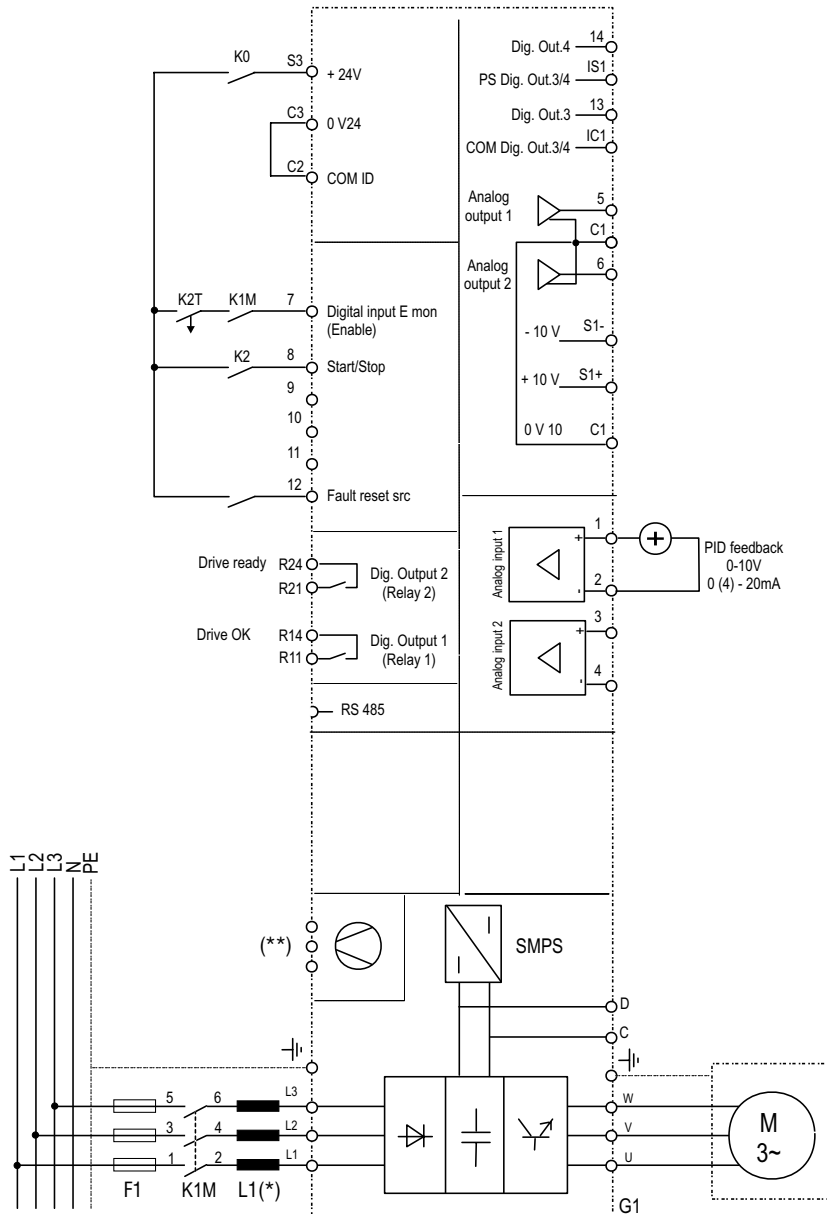 K0
S3
+ 24V
C3
0 V24
C2
COM ID
Dig. Out.4
14
PS Dig. Out.3/4
IS1
Dig. Out.3
13
COM Dig. Out.3/4
IC1
Analog
output 1
5
C1
Analog
output 2
6
- 10 V
S1-
+ 10 V
S1+
0 V 10
C1
K2T
K1M
7
Digital input E mon
(Enable)
K2
8
Start/Stop
9
10
11
12
Fault reset src
Drive ready
R24
R21
Dig. Output 2
(Relay 2)
Drive OK
R14
R11
Dig. Output 1
(Relay 1)
RS 485
Analog input 1
+
-
1
2
+
PID feedback
0-10V
0 (4) - 20mA
Analog input 2
+
-
3
4
L1
L2
L3
N
PE
(**)
SMPS
D
C
5
6
L3
3
4
L2
1
2
L1
F1
K1M
L1(*)
W
V
U
M
3~
G1